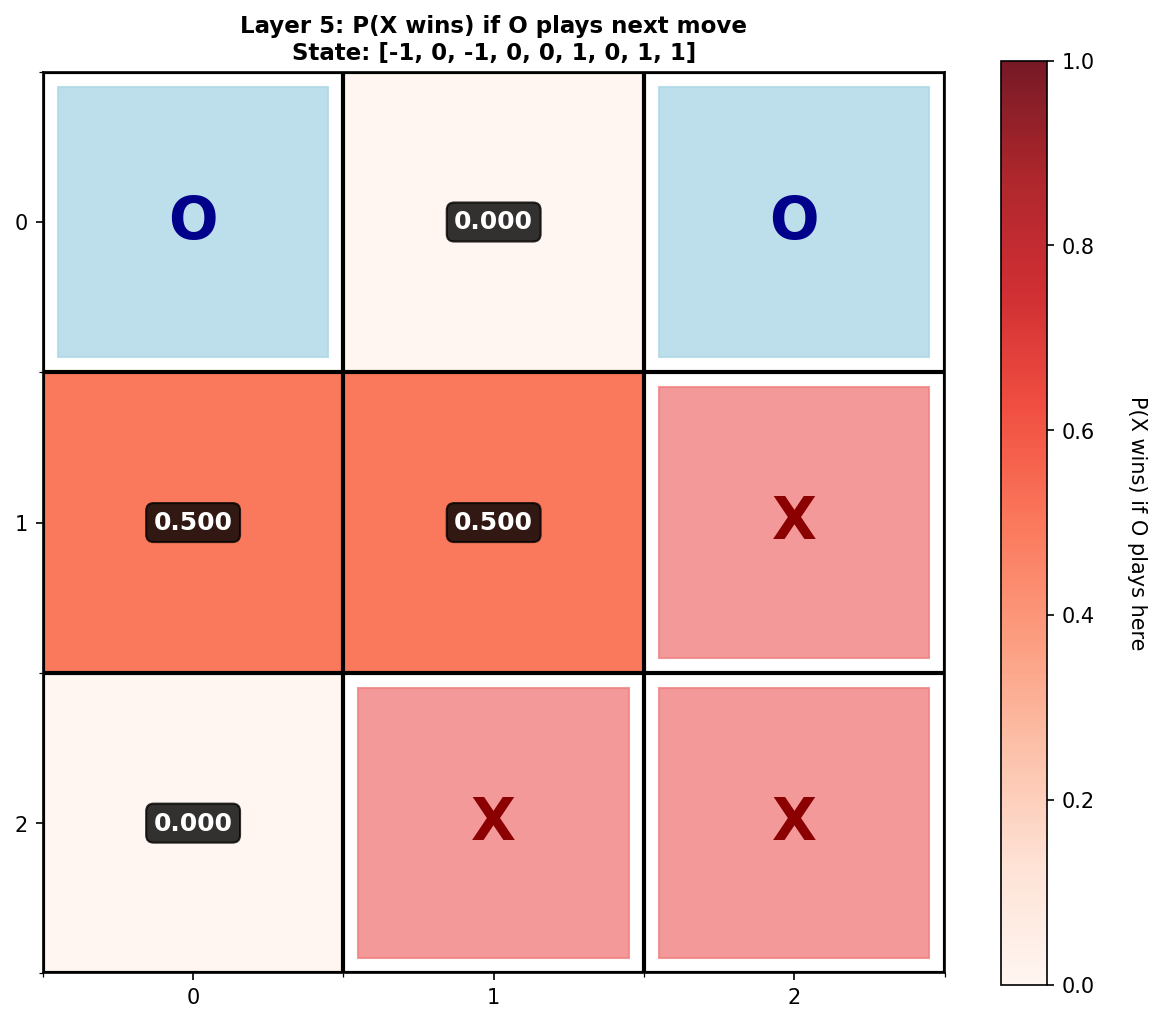 Layer 5: P(X wins) if O plays next move
State: [-1, 0, -1, 0, 0, 1, 0, 1, 1]
O
0.000
O
0.500
0.500
X
0.000
X
X
0
1
2
0
1
2
1.0
0.8
0.6
0.4
0.2
0.0
P(X wins) if O plays here